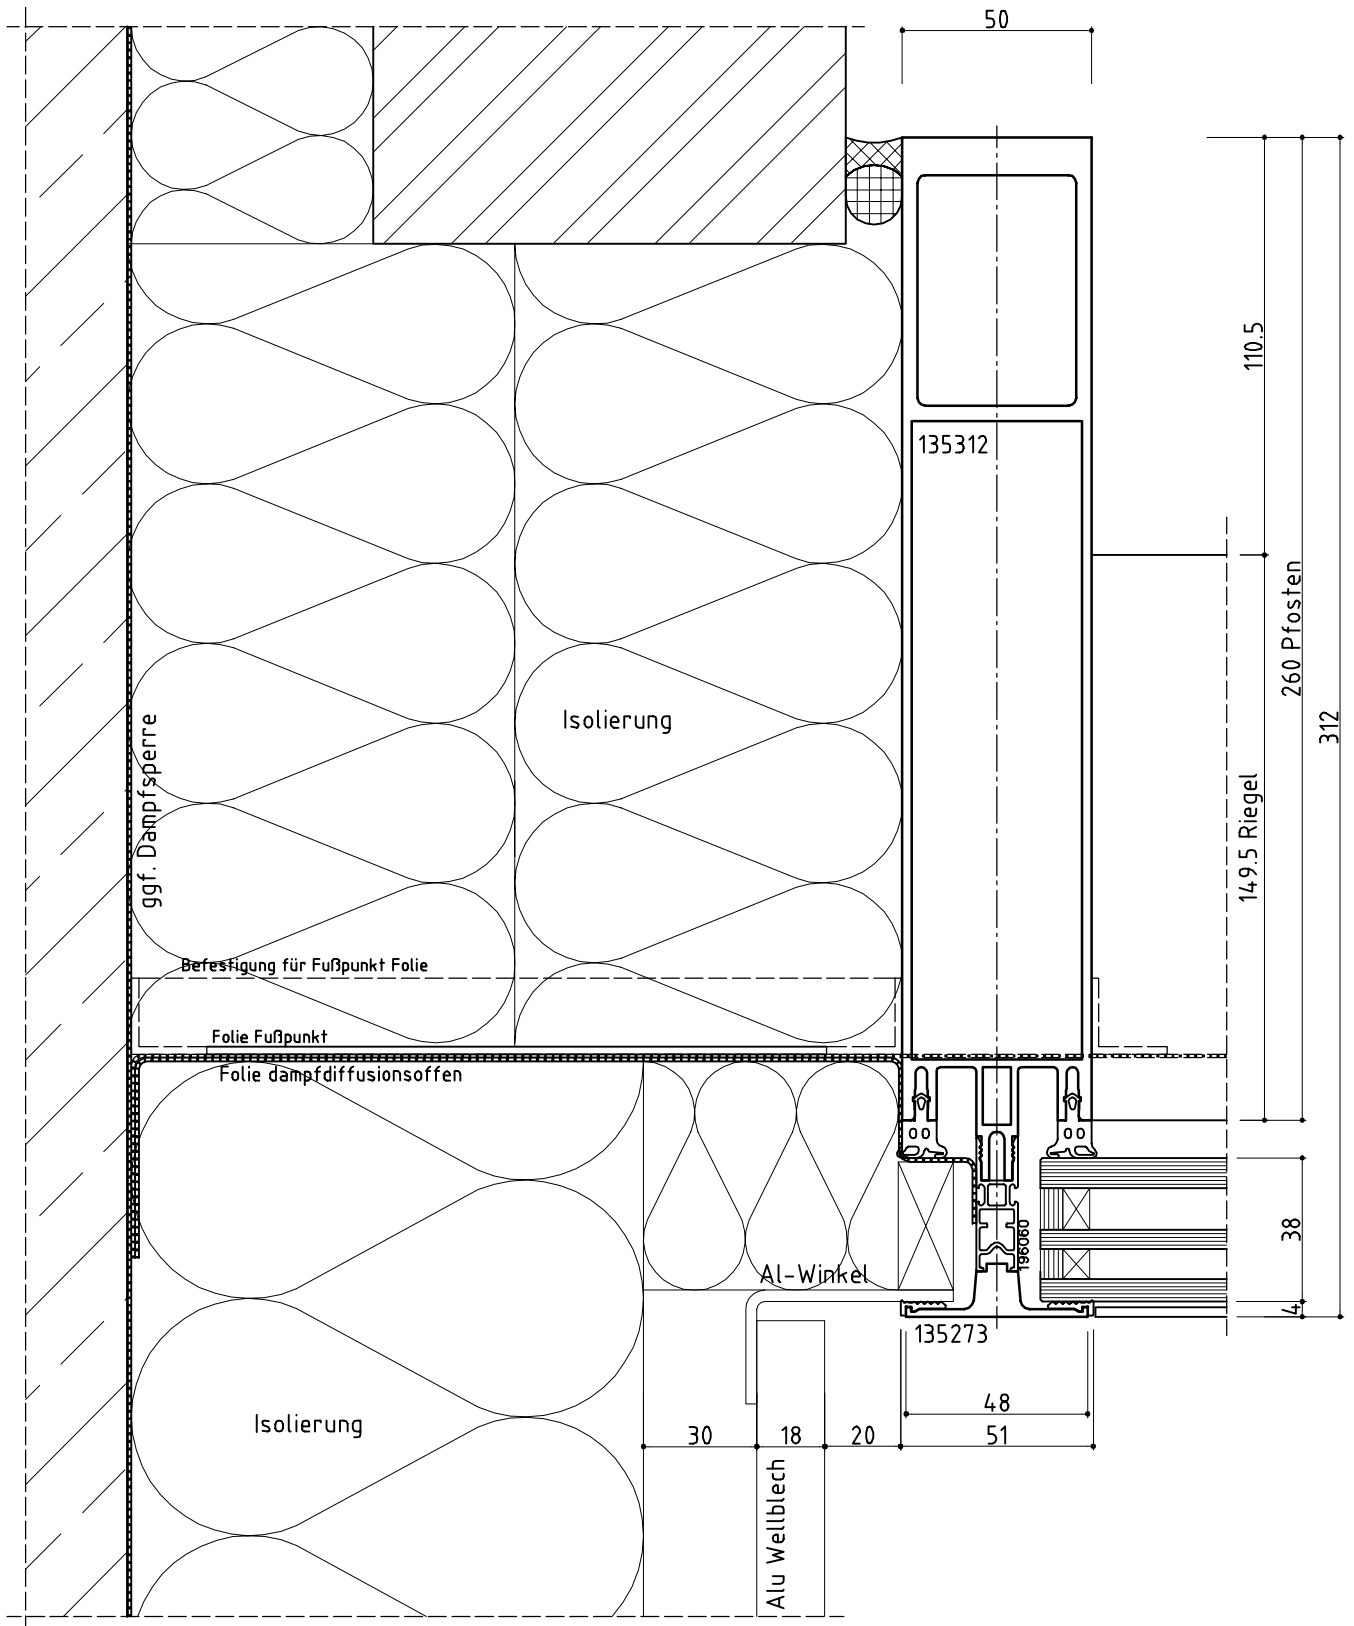 50
110.5
135312
260 Pfosten
312
Isolierung
ggf. Dampfsperre
149.5 Riegel
Befestigung für Fußpunkt Folie
Folie Fußpunkt
Folie dampfdiffusionsoffen
196060
38
Al-Winkel
4
135273
48
Isolierung
30
18
20
51
Alu Wellblech